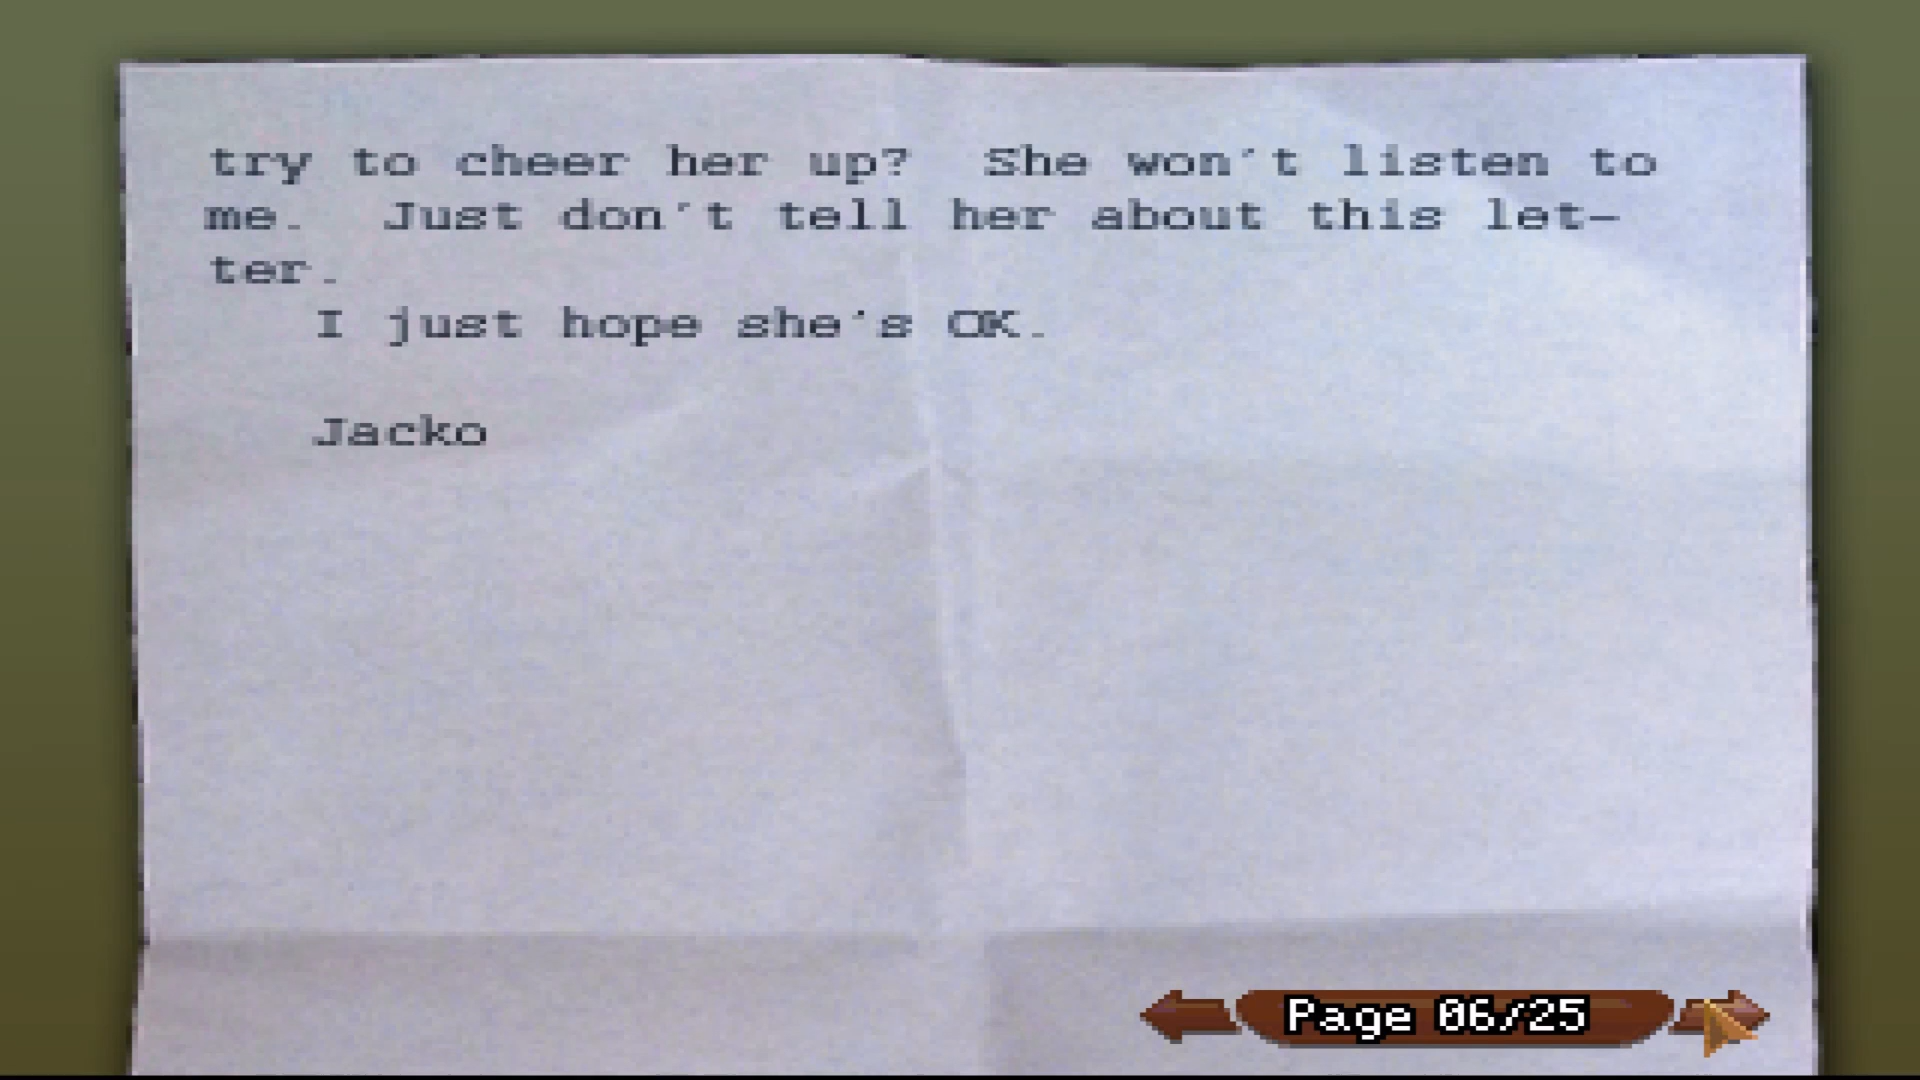 try to cheer her up?  She won't listen to
me.  Just don't tell her about this let-
ter.
I just hope she's OK.
Jacko
Page 06/25